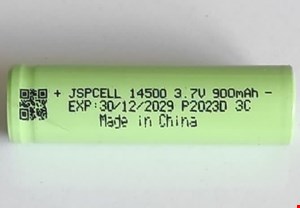 + JSPCELL 14500 3.7V 900mAh -
EXP:30/12/2029 P2023D 3C
Made in China